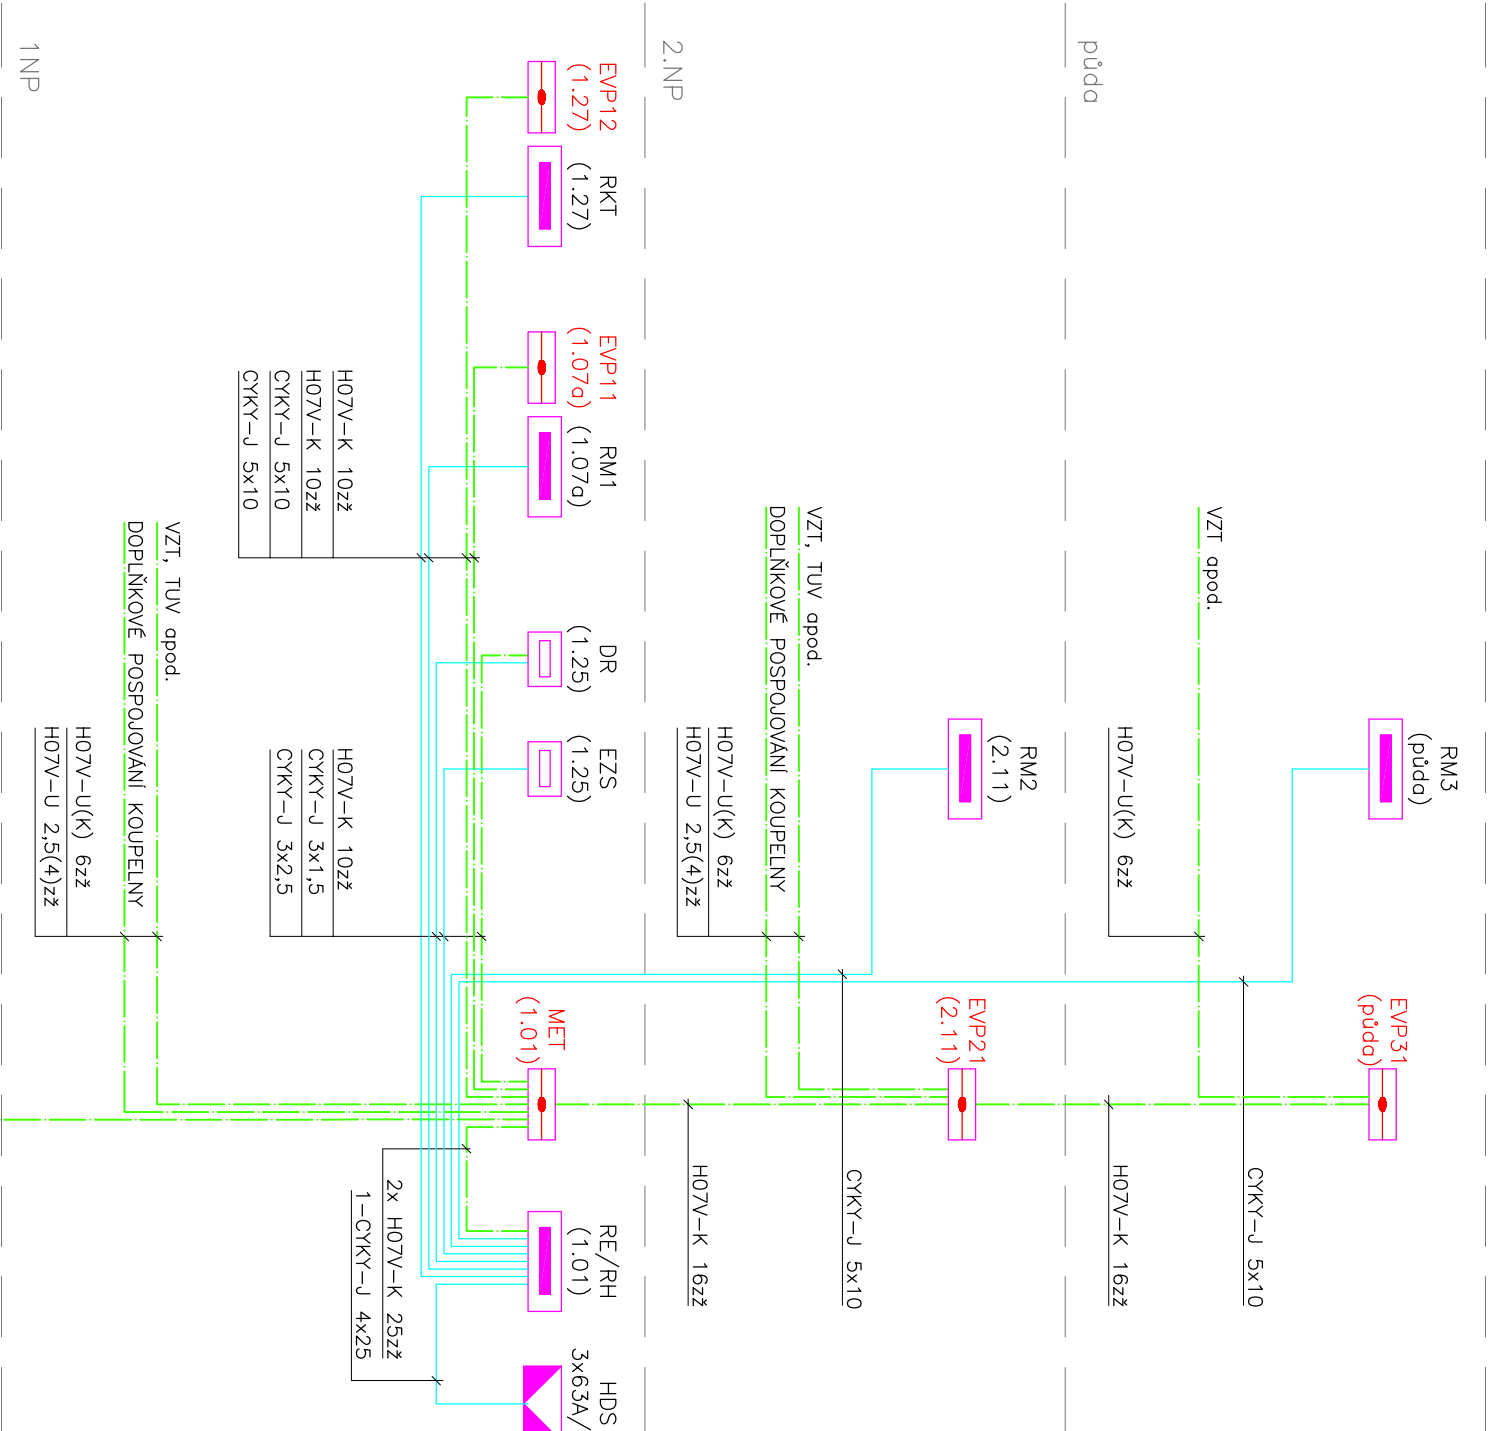 půda
RM3
(půda)
EVP31
(půda)
VZT apod.
H07V-U(K) 6zž
CYKY-J 5x10
H07V-K 16zž
2.NP
RM2
(2.11)
EVP21
(2.11)
VZT, TUV apod.
DOPLŇKOVÉ POSPOJOVÁNÍ KOUPELNY
H07V-U(K) 6zž
H07V-U 2,5(4)zž
CYKY-J 5x10
H07V-K 16zž
1NP
EVP12
(1.27)
RKT
(1.27)
EVP11
(1.07a)
RM1
(1.07a)
DR
(1.25)
EZS
(1.25)
MET
(1.01)
RE/RH
(1.01)
HDS
3x63A/
H07V-K 10zž
H07V-K 10zž
CYKY-J 5x10
CYKY-J 5x10
H07V-K 10zž
CYKY-J 3x1,5
CYKY-J 3x2,5
2x H07V-K 25zž
1-CYKY-J 4x25
VZT, TUV apod.
DOPLŇKOVÉ POSPOJOVÁNÍ KOUPELNY
H07V-U(K) 6zž
H07V-U 2,5(4)zž